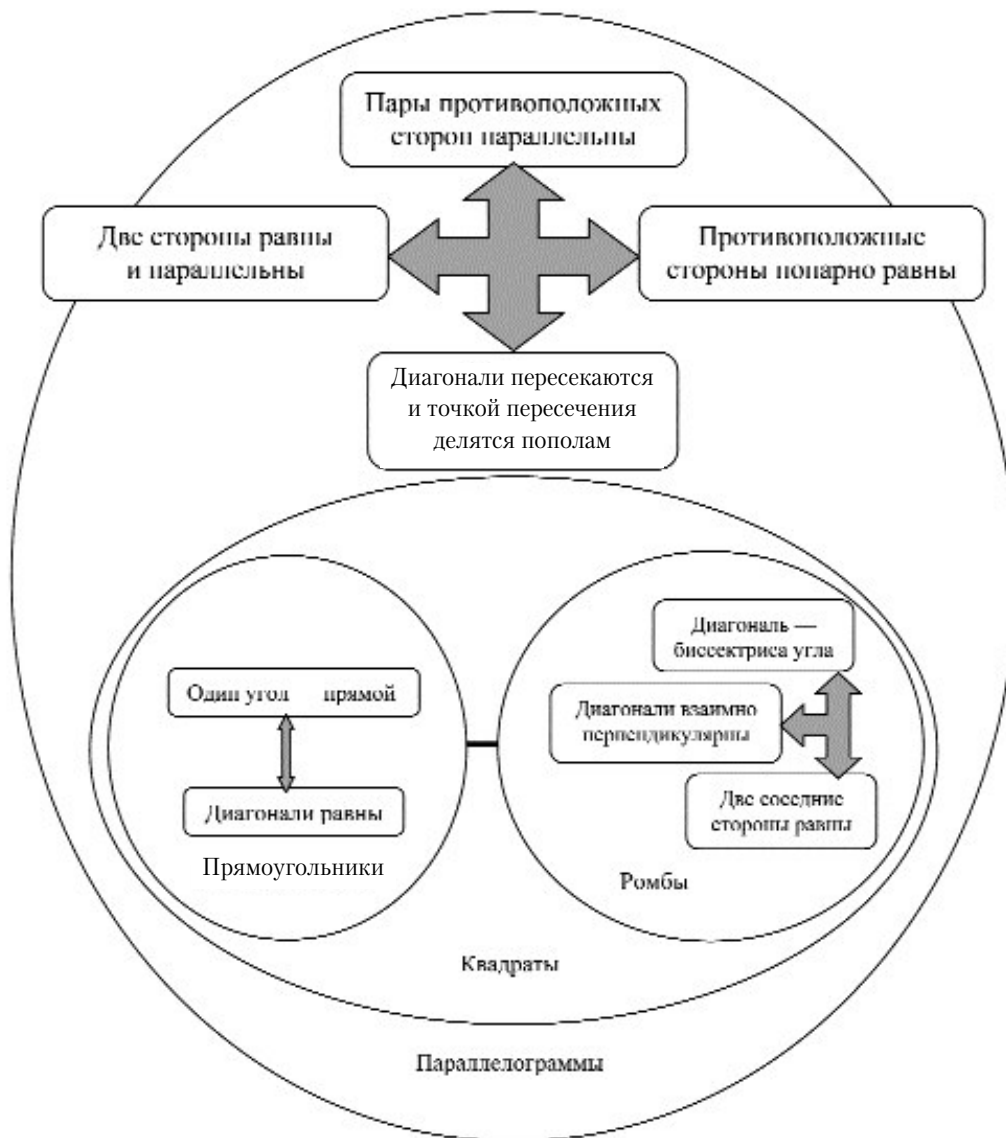 Пары противоположных
сторон параллельны
Две стороны равны
и параллельны
Противоположные
стороны попарно равны
Диагонали пересекаются
и точкой пересечения
делятся пополам
Диагональ —
биссектриса угла
Один угол прямой
Диагонали взаимно
перпендикулярны
Диагонали равны
Две соседние
стороны равны
Прямоугольники
Ромбы
Квадраты
Параллелограммы